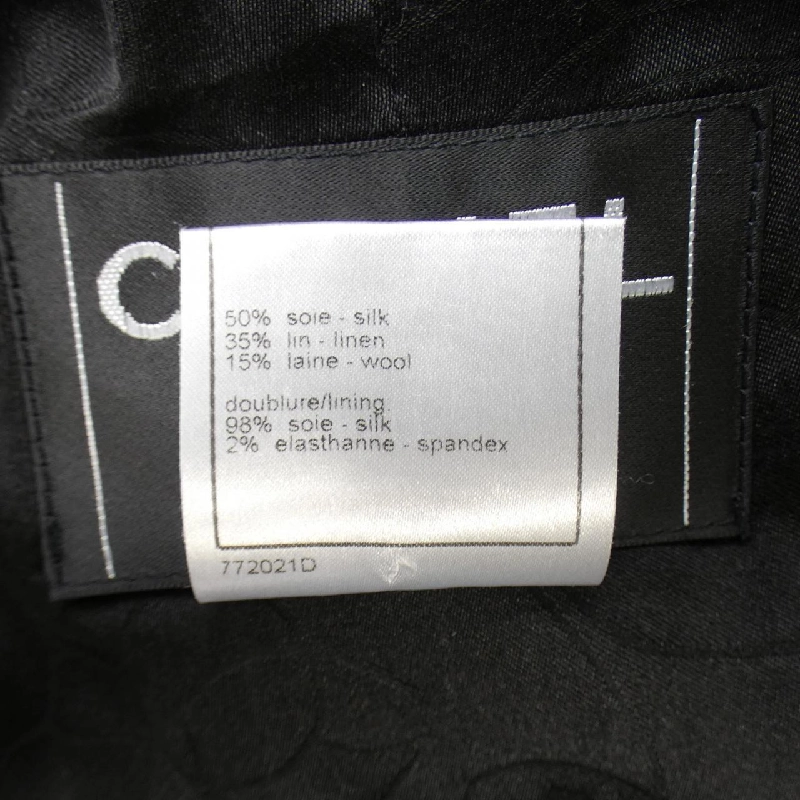 C
50% soie - silk
35% lin - linen
15% laine - wool
doublure/lining
98% soie - silk
2% elasthanne - spandex
772021D